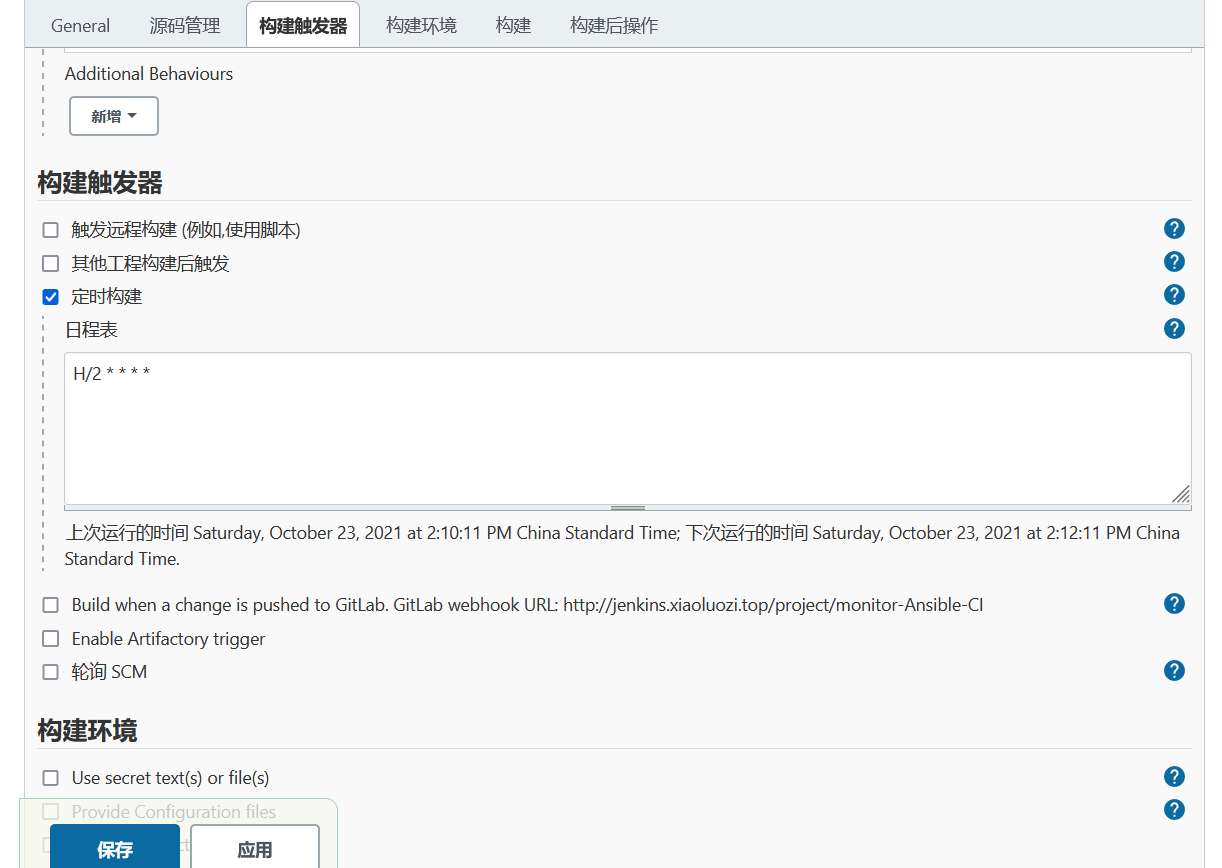 General 源码管理 构建触发器 构建环境 构建 构建后操作
Additional Behaviours
新增
构建触发器
触发远程构建 (例如,使用脚本)
其他工程构建后触发
定时构建
日程表
H/2 * * * *
上次运行的时间 Saturday, October 23, 2021 at 2:10:11 PM China Standard Time; 下次运行的时间 Saturday, October 23, 2021 at 2:12:11 PM China
Standard Time.
Build when a change is pushed to GitLab. GitLab webhook URL: http://jenkins.xiaoluozi.top/project/monitor-Ansible-CI
Enable Artifactory trigger
轮询 SCM
构建环境
Use secret text(s) or file(s)
Provide Configuration files
保存 应用